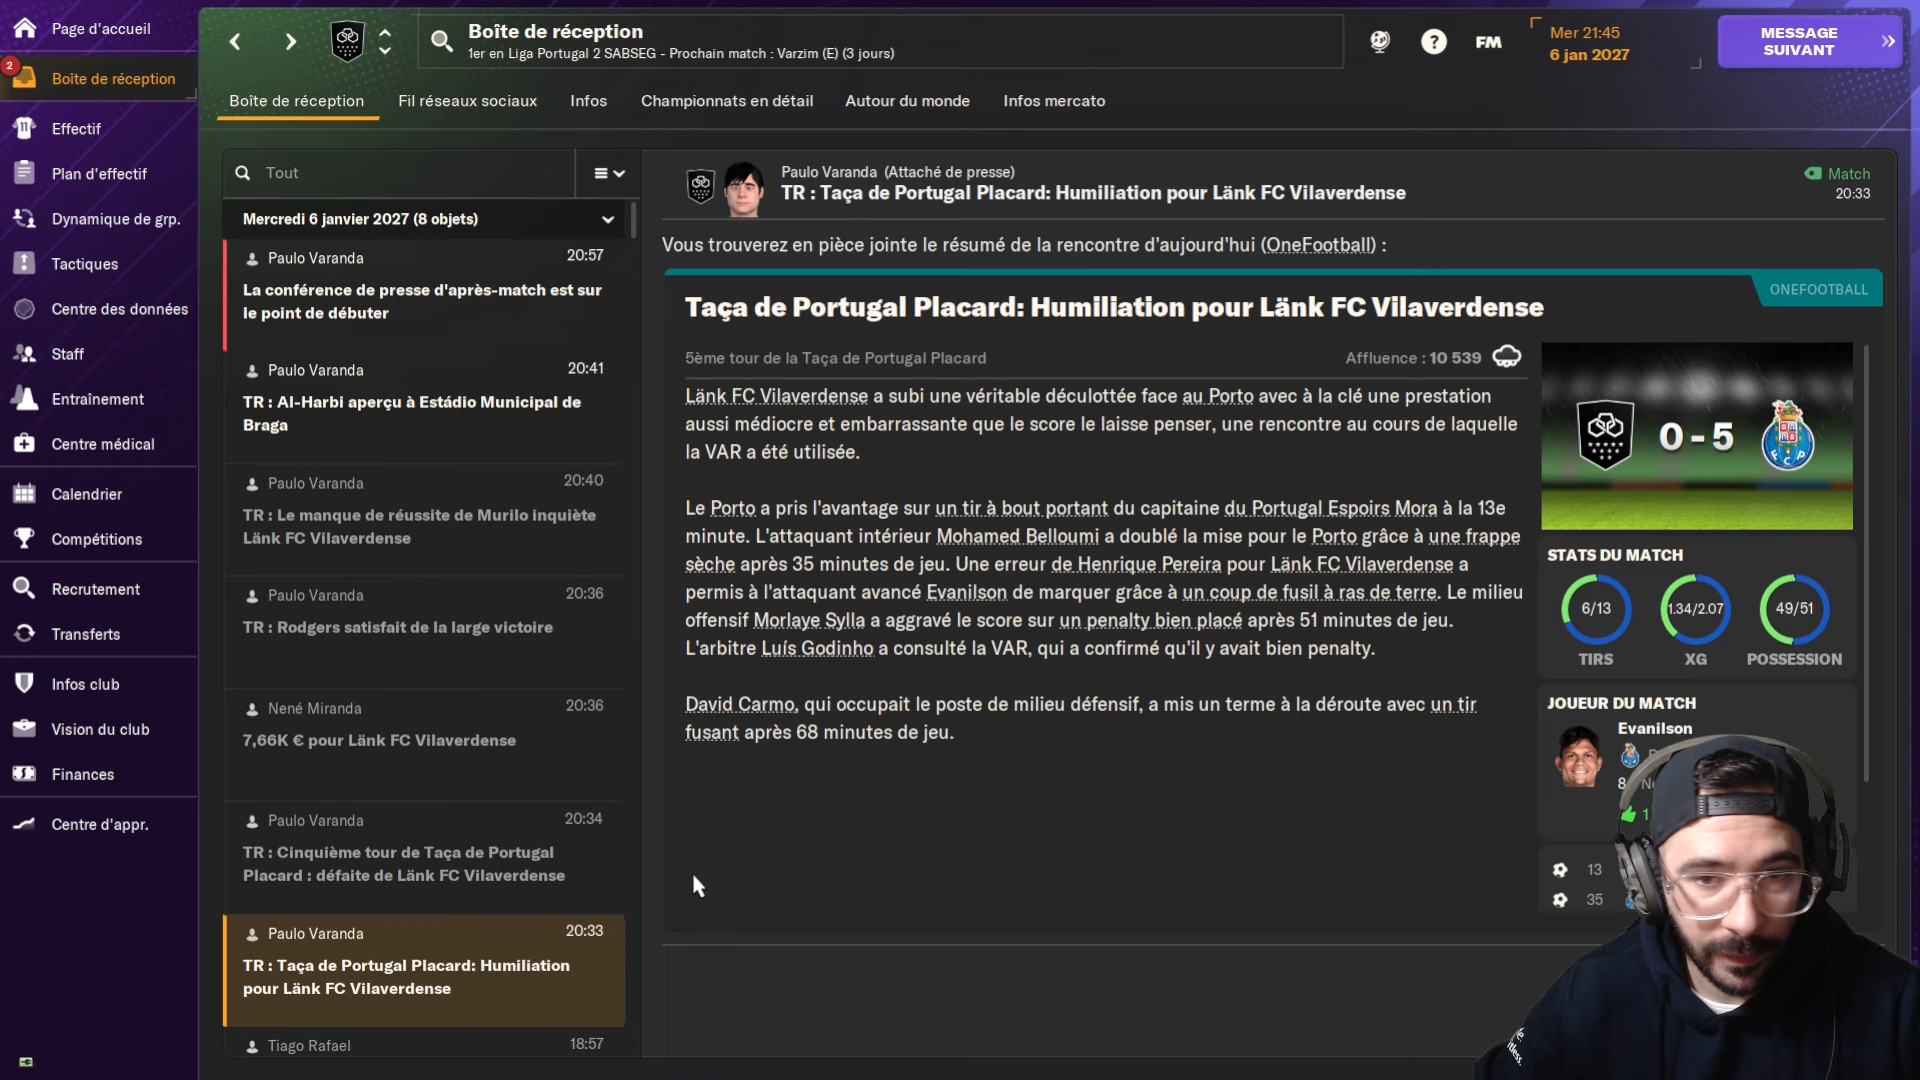 Page d'accueil
2
Boîte de réception
Effectif
Plan d'effectif
Dynamique de grp.
Tactiques
Centre des données
Staff
Entraînement
Centre médical
Calendrier
Compétitions
Recrutement
Transferts
Infos club
Vision du club
Finances
Centre d'appr.
Boîte de réception
1er en Liga Portugal 2 SABSEG - Prochain match : Varzim (E) (3 jours)
?
FM
Mer 21:45
6 jan 2027
MESSAGE
SUIVANT
Boîte de réception
Fil réseaux sociaux
Infos
Championnats en détail
Autour du monde
Infos mercato
Tout
Mercredi 6 janvier 2027 (8 objets)
Paulo Varanda 20:57
La conférence de presse d'après-match est sur
le point de débuter
Paulo Varanda 20:41
TR : Al-Harbi aperçu à Estádio Municipal de
Braga
Paulo Varanda 20:40
TR : Le manque de réussite de Murilo inquiète
Länk FC Vilaverdense
Paulo Varanda 20:36
TR : Rodgers satisfait de la large victoire
Nené Miranda 20:36
7,66K € pour Länk FC Vilaverdense
Paulo Varanda 20:34
TR : Cinquième tour de Taça de Portugal
Placard : défaite de Länk FC Vilaverdense
Paulo Varanda 20:33
TR : Taça de Portugal Placard: Humiliation
pour Länk FC Vilaverdense
Tiago Rafael 18:57
Paulo Varanda (Attaché de presse)
TR : Taça de Portugal Placard: Humiliation pour Länk FC Vilaverdense
Match
20:33
Vous trouverez en pièce jointe le résumé de la rencontre d'aujourd'hui (OneFootball) :
ONEFOOTBALL
Taça de Portugal Placard: Humiliation pour Länk FC Vilaverdense
5ème tour de la Taça de Portugal Placard
Affluence : 10 539
Länk FC Vilaverdense a subi une véritable déculottée face au Porto avec à la clé une prestation
aussi médiocre et embarrassante que le score le laisse penser, une rencontre au cours de laquelle
la VAR a été utilisée.
Le Porto a pris l'avantage sur un tir à bout portant du capitaine du Portugal Espoirs Mora à la 13e
minute. L'attaquant intérieur Mohamed Belloumi a doublé la mise pour le Porto grâce à une frappe
sèche après 35 minutes de jeu. Une erreur de Henrique Pereira pour Länk FC Vilaverdense a
permis à l'attaquant avancé Evanilson de marquer grâce à un coup de fusil à ras de terre. Le milieu
offensif Morlaye Sylla a aggravé le score sur un penalty bien placé après 51 minutes de jeu.
L'arbitre Luís Godinho a consulté la VAR, qui a confirmé qu'il y avait bien penalty.
David Carmo, qui occupait le poste de milieu défensif, a mis un terme à la déroute avec un tir
fusant après 68 minutes de jeu.
0 - 5
STATS DU MATCH
6/13
1.34/2.07
49/51
TIRS
XG
POSSESSION
JOUEUR DU MATCH
Evanilson
13
35